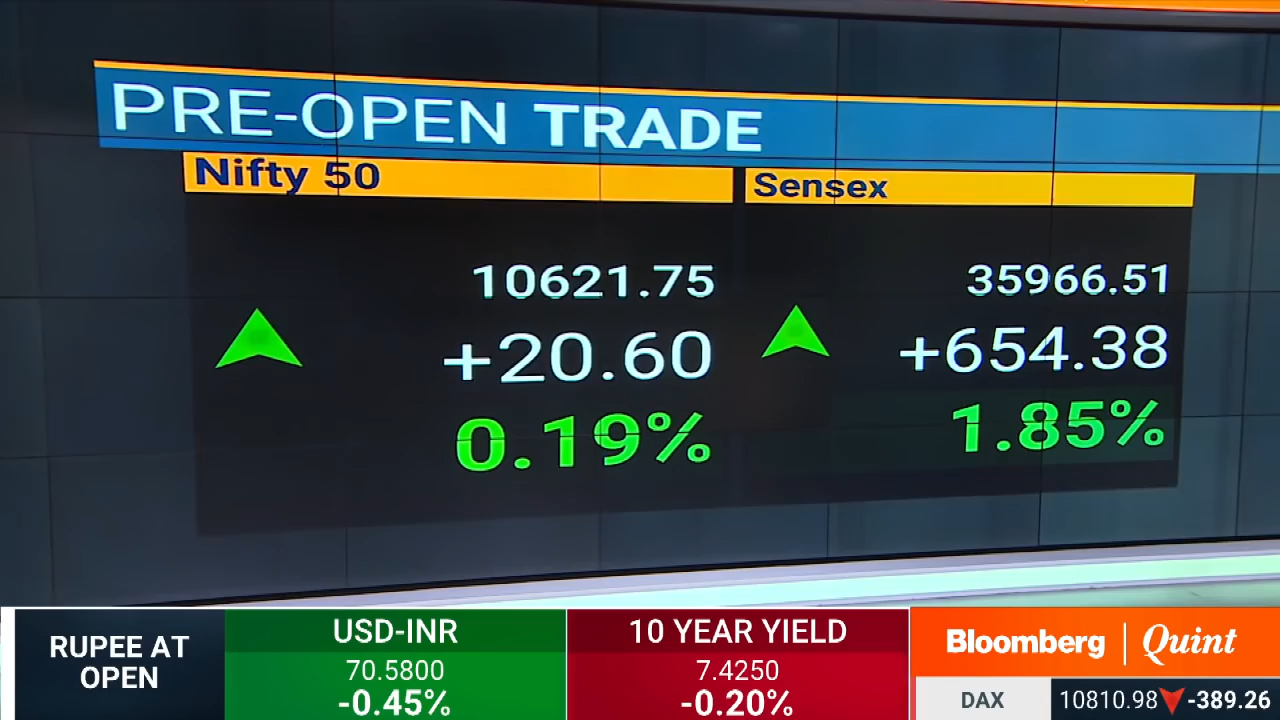 PRE-OPEN TRADE
Nifty 50
10621.75
+20.60
0.19%
Sensex
35966.51
+654.38
1.85%
RUPEE AT
OPEN
USD-INR
70.5800
-0.45%
10 YEAR YIELD
7.4250
-0.20%
Bloomberg | Quint
DAX 10810.98 -389.26